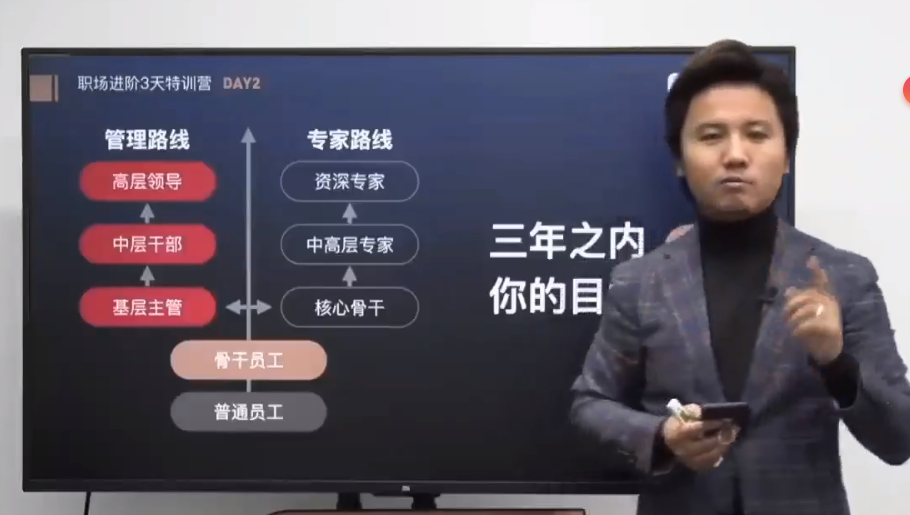 职场进阶3天特训营 DAY2
管理路线
专家路线
高层领导
资深专家
中层干部
中高层专家
基层主管
核心骨干
骨干员工
普通员工
三年之内
你的目